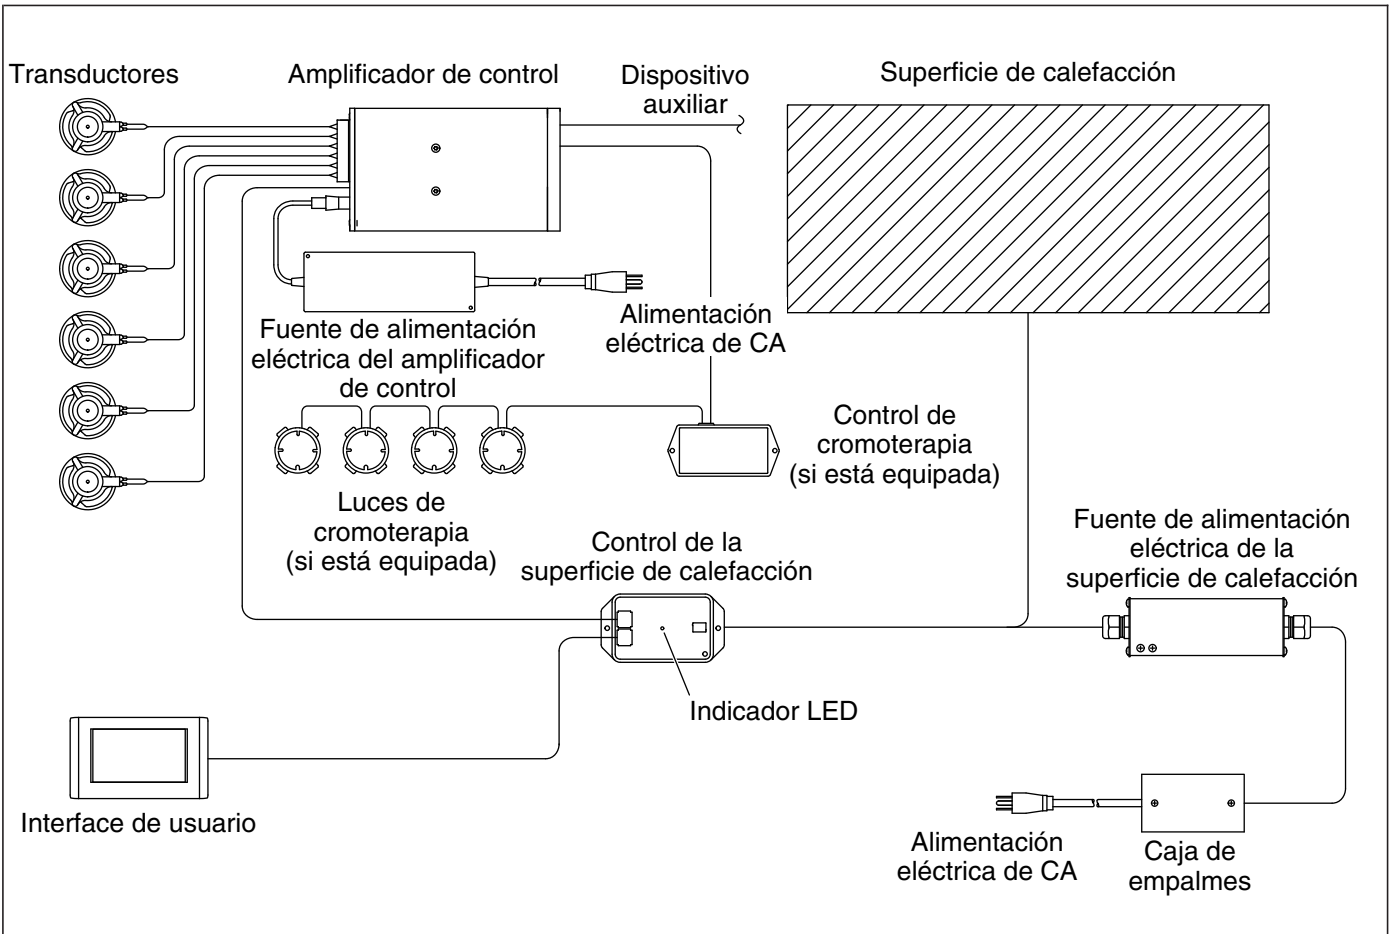 Transductores
Amplificador de control
Dispositivo
auxiliar
Superficie de calefacción
Alimentación
eléctrica de CA
Fuente de alimentación
eléctrica del amplificador
de control
Control de
cromoterapia
(si está equipada)
Luces de
cromoterapia
(si está equipada)
Control de la
superficie de calefacción
Fuente de alimentación
eléctrica de la
superficie de calefacción
Indicador LED
Interface de usuario
Alimentación
eléctrica de CA
Caja de
empalmes